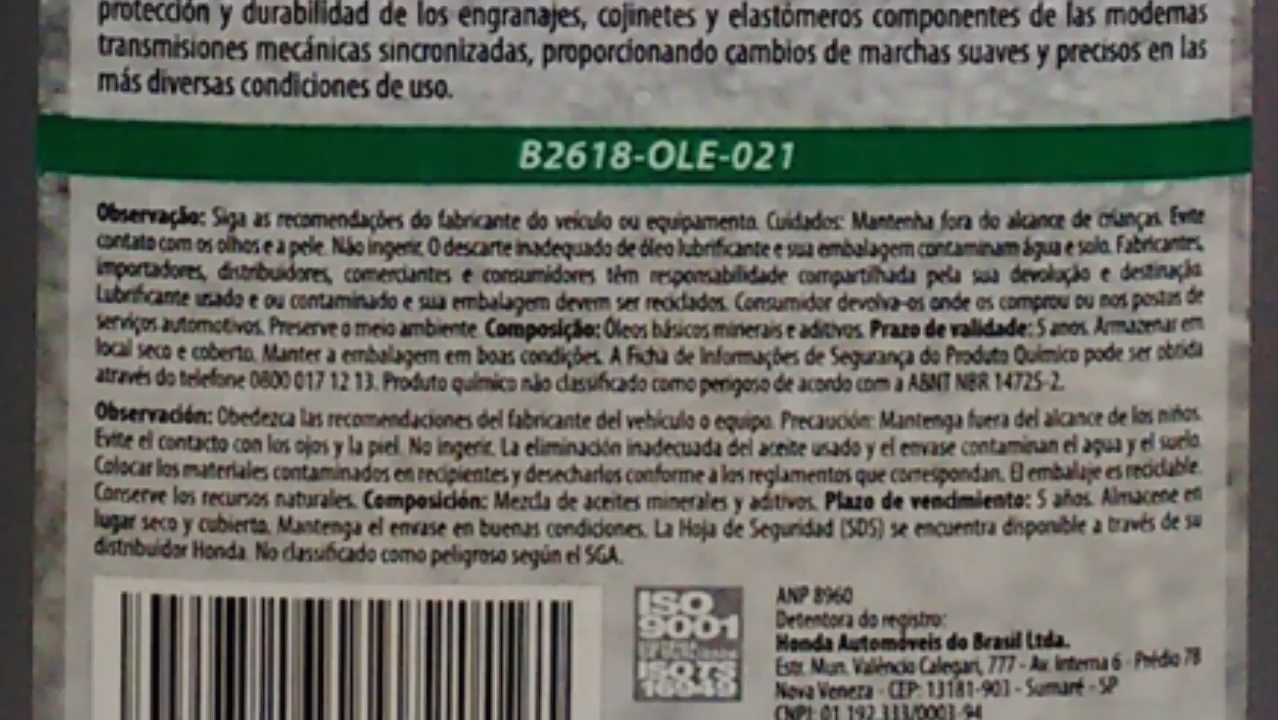 protección y durabilidad de los engranajes, cojinetes y elastómeros componentes de las modernas
transmisiones mecánicas sincronizadas, proporcionando cambios de marchas suaves y precisos en las
más diversas condiciones de uso.
B2618-OLE-021
Observação: Siga as recomendações do fabricante do veículo ou equipamento. Cuidados: Mantenha fora do alcance de crianças. Evite
contato com os olhos e a pele. Não ingerir. O descarte inadequado de óleo lubrificante e sua embalagem contaminam água e solo. Fabricantes,
importadores, distribuidores, comerciantes e consumidores têm responsabilidade compartilhada pela sua devolução e destinação.
Lubrificante usado e ou contaminado e sua embalagem devem ser reciclados. Consumidor devolva-os onde os comprou ou nos postos de
serviços automotivos. Preserve o meio ambiente. Composição: Óleos básicos minerais e aditivos. Prazo de validade: 5 anos. Armazenar em
local seco e coberto. Manter a embalagem em boas condições. A Ficha de Informações de Segurança do Produto Químico pode ser obtida
através do telefone 0800 017 12 13. Produto químico não classificado como perigoso de acordo com a ABNT NBR 14725-2.
Observación: Obedezca las recomendaciones del fabricante del vehículo o equipo. Precaución: Mantenga fuera del alcance de los niños.
Evite el contacto con los ojos y la piel. No ingerir. La eliminación inadecuada del aceite usado y el envase contaminan el agua y el suelo.
Colocar los materiales contaminados en recipientes y desecharlos conforme a los reglamentos que correspondan. El embalaje es reciclable.
Conserve los recursos naturales. Composición: Mezcla de aceites minerales y aditivos. Plazo de vencimiento: 5 años. Almacene en
lugar seco y cubierto. Mantenga el envase en buenas condiciones. La Hoja de Seguridad (SDS) se encuentra disponible a través de su
distribuidor Honda. No classificado como peligroso según el SGA.
ISO
9001
ISO/TS
16949
ANP 8960
Detentora do registro:
Honda Automóveis do Brasil Ltda.
Estr. Mun. Valêncio Calegari, 777 - Av. Interna 6 - Prédio 78
Nova Veneza - CEP: 13181-903 - Sumaré - SP
CNPJ: 01.192.333/0003-94